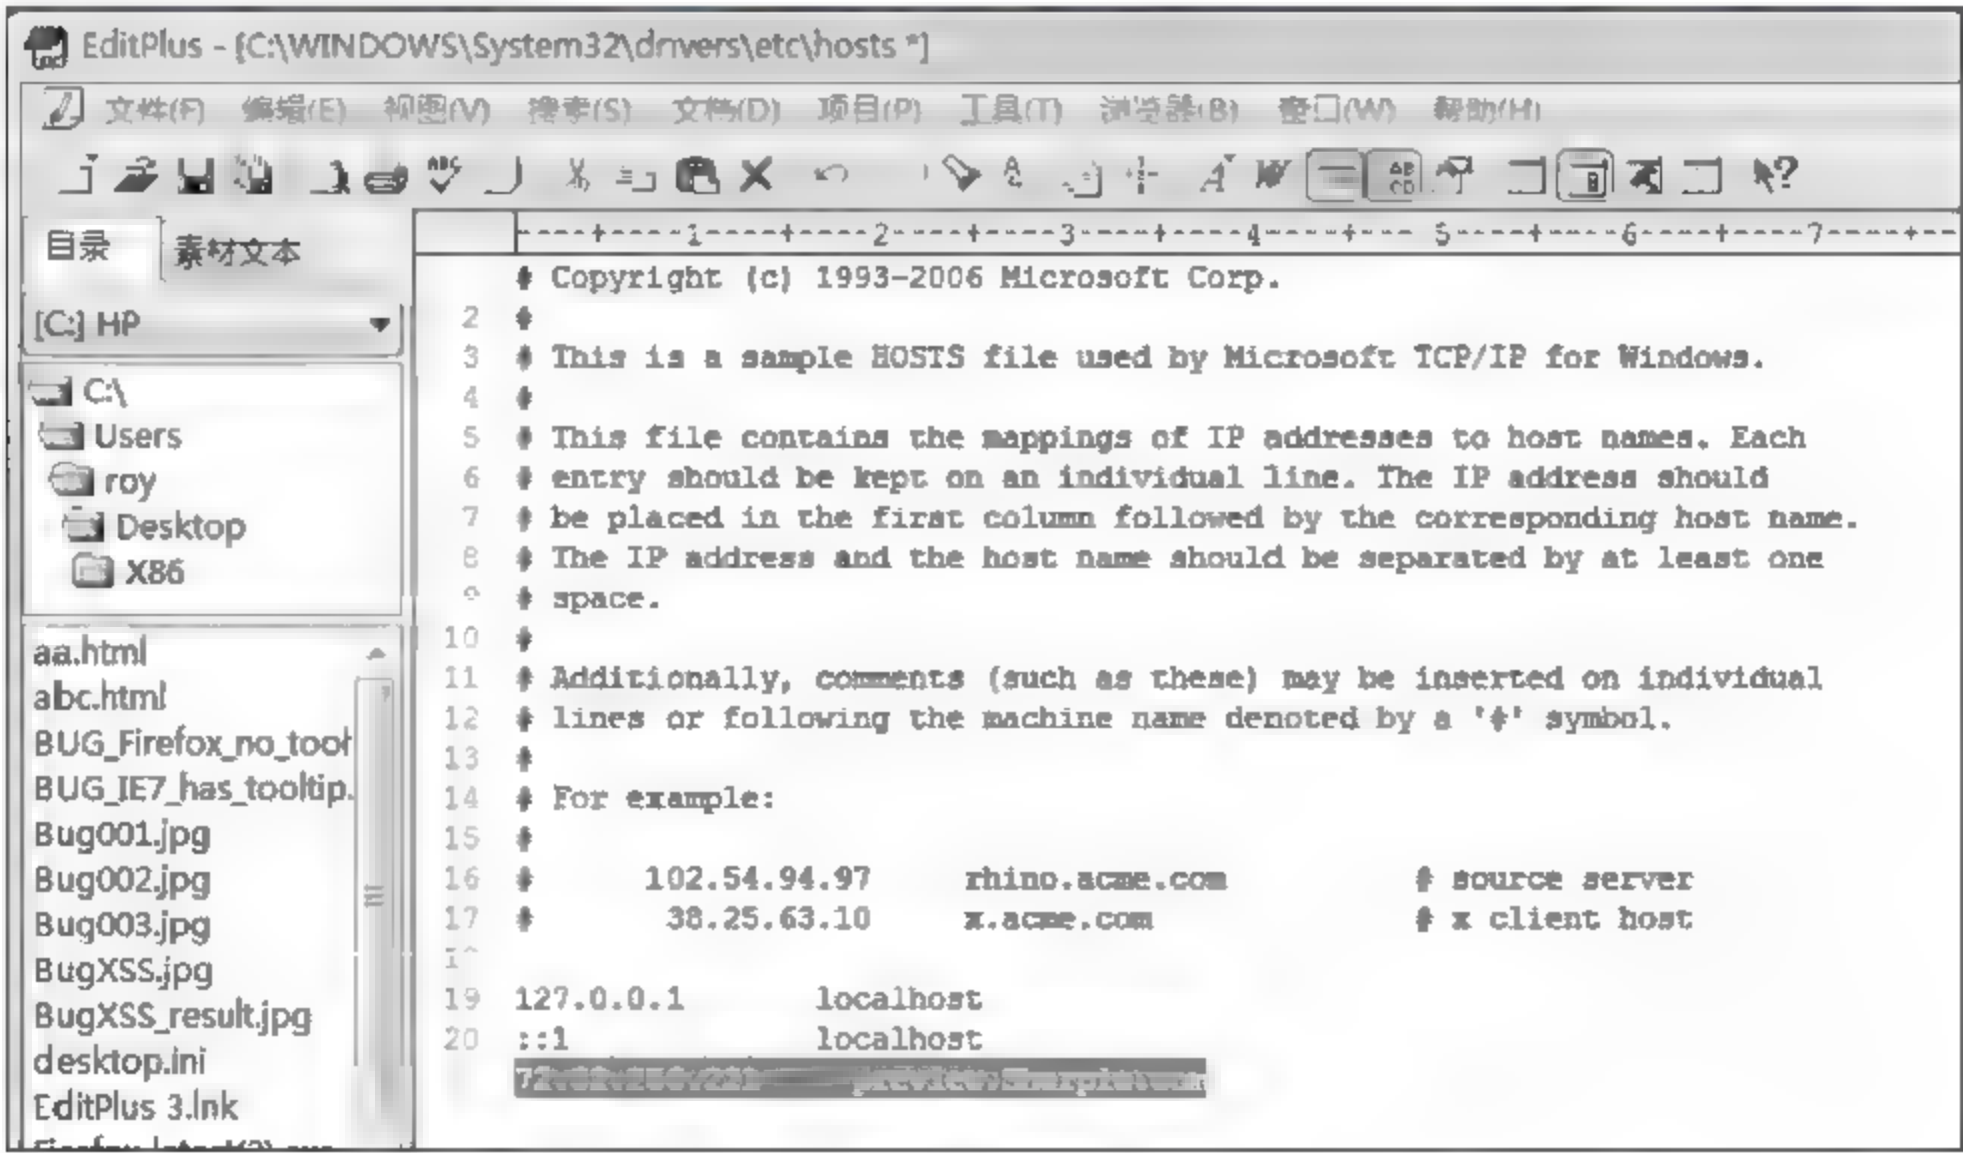 EditPlus - [C:\WINDOWS\System32\drivers\etc\hosts *]
文件(F) 编辑(E) 视图(V) 搜索(S) 文档(D) 项目(P) 工具(T) 浏览器(B) 窗口(W) 帮助(H)
目录 素材文本
----+----1----+----2----+----3----+----4----+----5----+----6----+----7----+--
[C:] HP
C:\
Users
roy
Desktop
X86
aa.html
abc.html
BUG_Firefox_no_toolt
BUG_IE7_has_tooltip.
Bug001.jpg
Bug002.jpg
Bug003.jpg
BugXSS.jpg
BugXSS_result.jpg
desktop.ini
EditPlus 3.lnk
# Copyright (c) 1993-2006 Microsoft Corp.
2 #
3 # This is a sample HOSTS file used by Microsoft TCP/IP for Windows.
4 #
5 # This file contains the mappings of IP addresses to host names. Each
6 # entry should be kept on an individual line. The IP address should
7 # be placed in the first column followed by the corresponding host name.
8 # The IP address and the host name should be separated by at least one
9 # space.
10 #
11 # Additionally, comments (such as these) may be inserted on individual
12 # lines or following the machine name denoted by a '#' symbol.
13 #
14 # For example:
15 #
16 # 102.54.94.97 rhino.acme.com # source server
17 # 38.25.63.10 x.acme.com # x client host
19 127.0.0.1 localhost
20 ::1 localhost